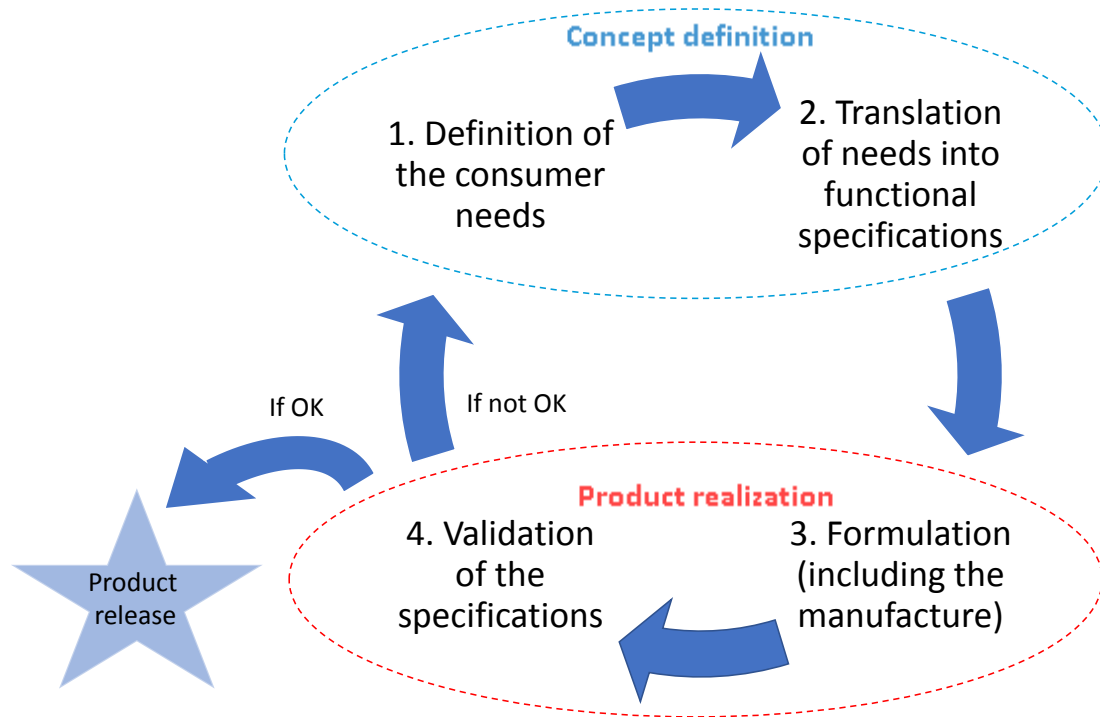 Concept definition
1. Definition of
the consumer
needs
2. Translation
of needs into
functional
specifications
If OK
If not OK
Product
release
Product realization
4. Validation
of the
specifications
3. Formulation
(including the
manufacture)